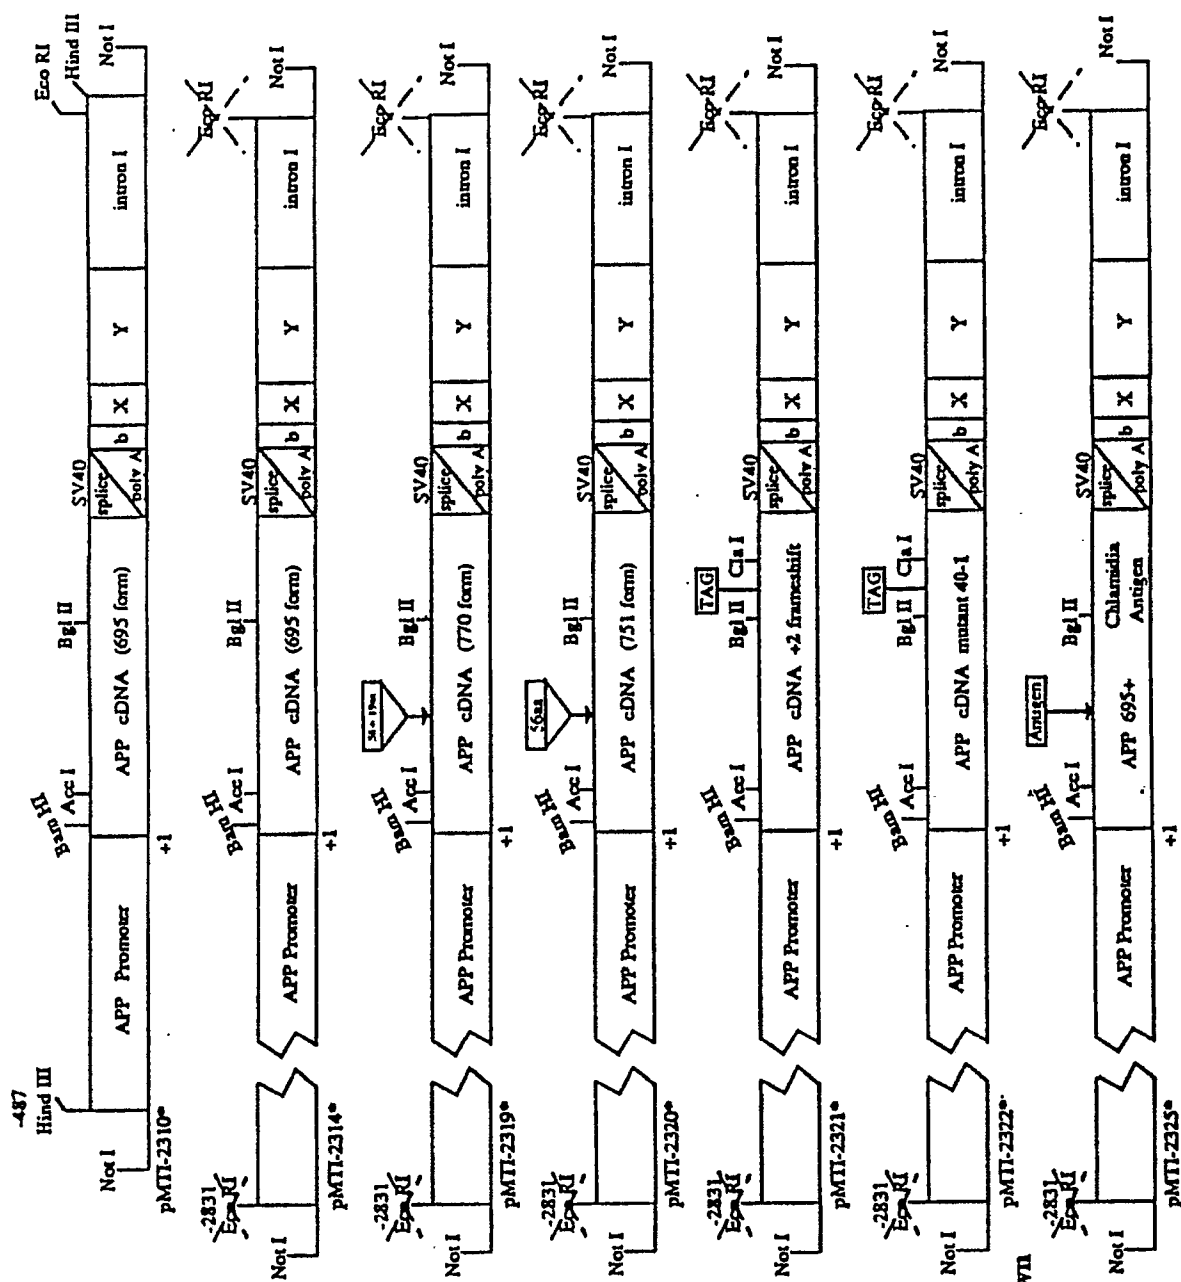 -487
Hind III
Not I
Bam HI
Acc I
Bgl II
SV40
Eco RI
Hind III
Not I
APP Promoter
APP cDNA (695 form)
splice
poly A
b
X
Y
intron I
+1
pMTI-2310*
-2831
Eco RI
Not I
Bam HI
Acc I
Bgl II
SV40
Eco RI
Not I
APP Promoter
APP cDNA (695 form)
splice
poly A
b
X
Y
intron I
+1
pMTI-2314*
-2831
Eco RI
Not I
Bam HI
Acc I
Bgl II
SV40
Eco RI
Not I
APP Promoter
APP cDNA (770 form)
splice
poly A
b
X
Y
intron I
+1
pMTI-2319*
-2831
Eco RI
Not I
Bam HI
Acc I
56aa
Bgl II
SV40
Eco RI
Not I
APP Promoter
APP cDNA (751 form)
splice
poly A
b
X
Y
intron I
+1
pMTI-2320*
-2831
Eco RI
Not I
Bam HI
Acc I
Bgl II
TAG
Cla I
SV40
Eco RI
Not I
APP Promoter
APP cDNA +2 frameshift
splice
poly A
b
X
Y
intron I
+1
pMTI-2321*
-2831
Eco RI
Not I
Bam HI
Acc I
Bgl II
TAG
Cla I
SV40
Eco RI
Not I
APP Promoter
APP cDNA mutant 40-1
splice
poly A
b
X
Y
intron I
+1
pMTI-2322*
-2831
Eco RI
Not I
Bam HI
Acc I
Antigen
Bgl II
SV40
Eco RI
Not I
APP Promoter
APP 695+
Chlamidia
Antigen
splice
poly A
b
X
Y
intron I
+1
pMTI-2325*
wn